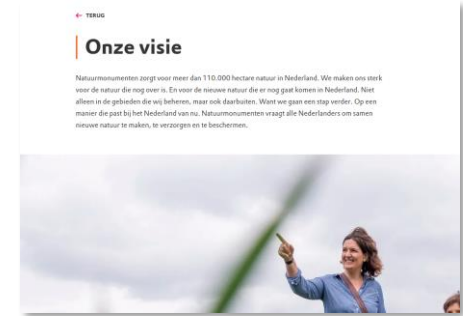 ← TERUG
Onze visie
Natuurmonumenten zorgt voor meer dan 110.000 hectare natuur in Nederland. We maken ons sterk
voor de natuur die nog over is. En voor de nieuwe natuur die er nog gaat komen in Nederland. Niet
alleen in de gebieden die wij beheren, maar ook daarbuiten. Want we gaan een stap verder. Op een
manier die past bij het Nederland van nu. Natuurmonumenten vraagt alle Nederlanders om samen
nieuwe natuur te maken, te verzorgen en te beschermen.